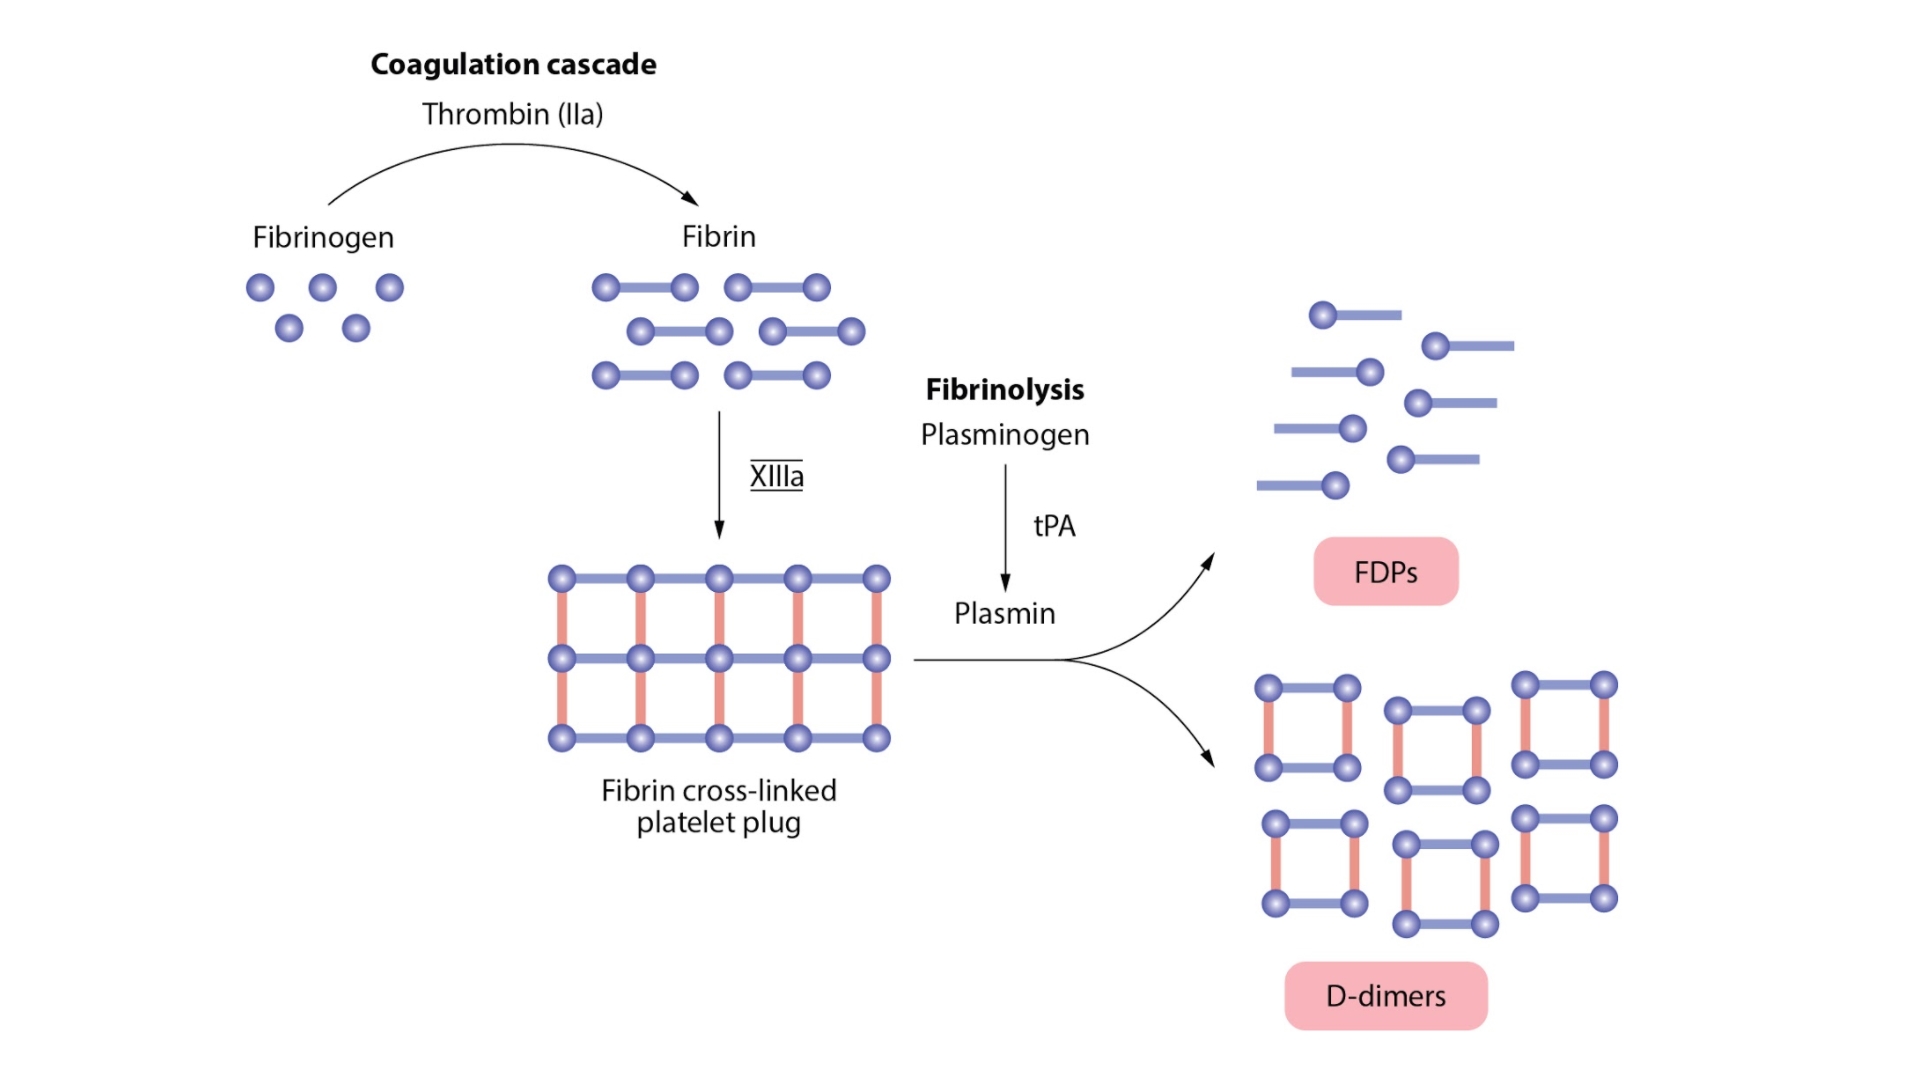 Coagulation cascade
Thrombin (IIa)
Fibrinogen
Fibrin
XIIIa
Fibrin cross-linked
platelet plug
Fibrinolysis
Plasminogen
tPA
Plasmin
FDPs
D-dimers